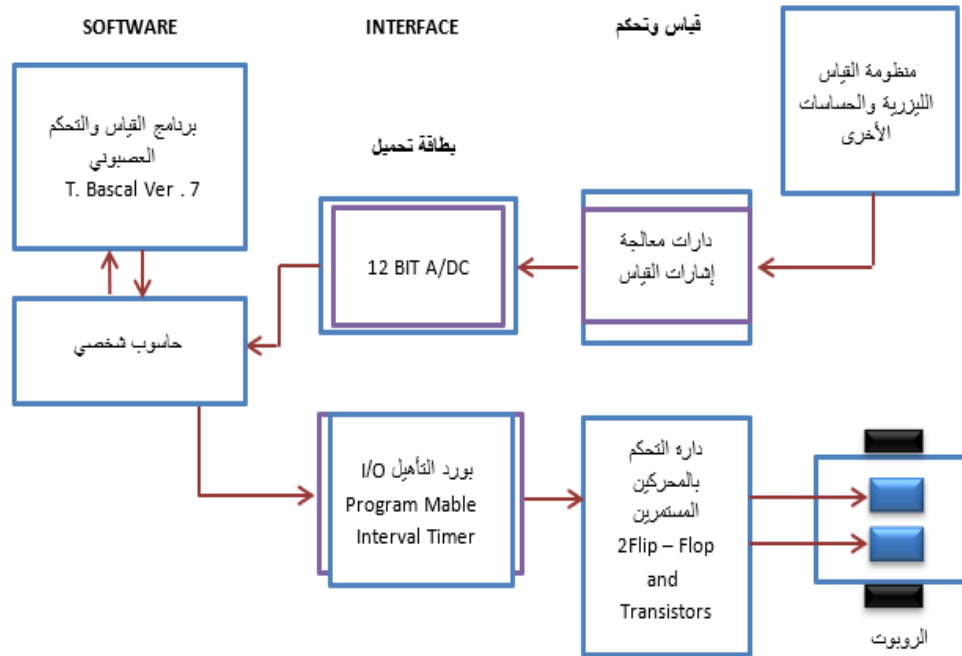 SOFTWARE
INTERFACE
قياس وتحكم
منظومة القياس
الليزرية والحساسات
الأخرى
برنامج القياس والتحكم
العصبوني
T. Bascal Ver . 7
بطاقة تحميل
12 BIT A/DC
دارات معالجة
إشارات القياس
حاسوب شخصي
بورد التأهيل I/O
Program Mable
Interval Timer
داره التحكم
بالمحركين
المستمرين
2Flip – Flop
and
Transistors
الروبوت